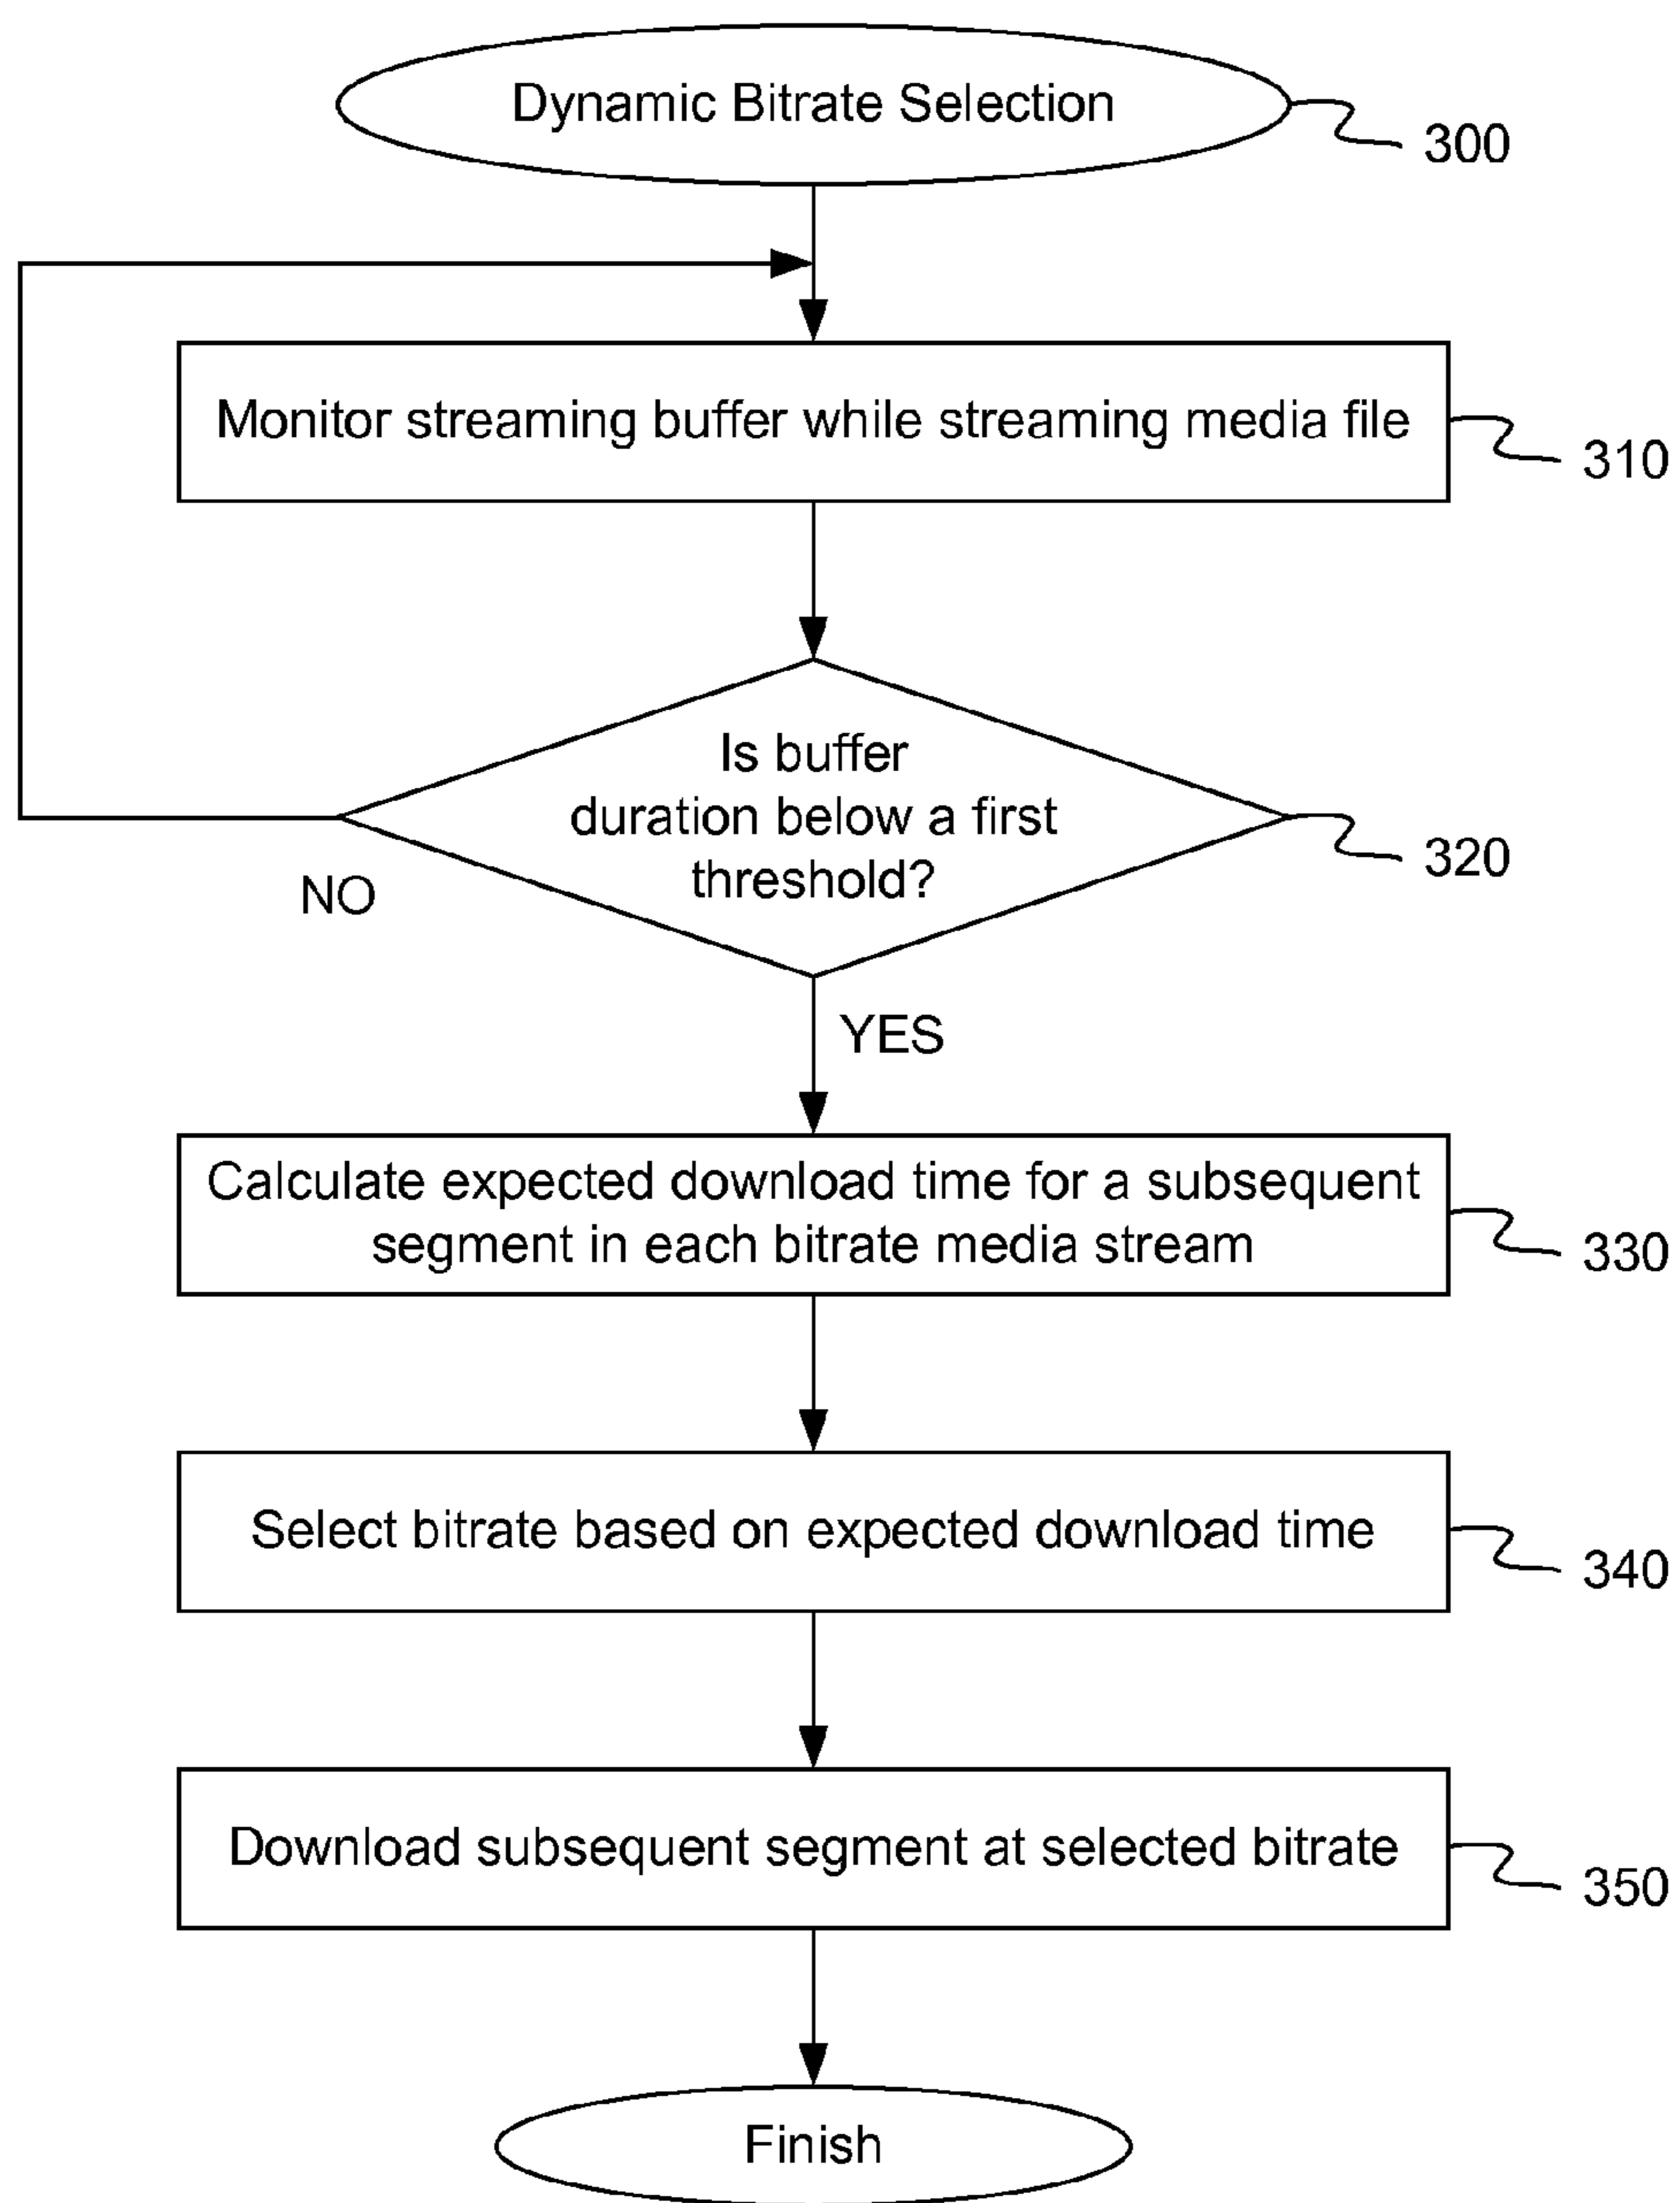 Dynamic Bitrate Selection
300
Monitor streaming buffer while streaming media file
310
Is buffer
duration below a first
threshold?
320
NO
YES
Calculate expected download time for a subsequent
segment in each bitrate media stream
330
Select bitrate based on expected download time
340
Download subsequent segment at selected bitrate
350
Finish